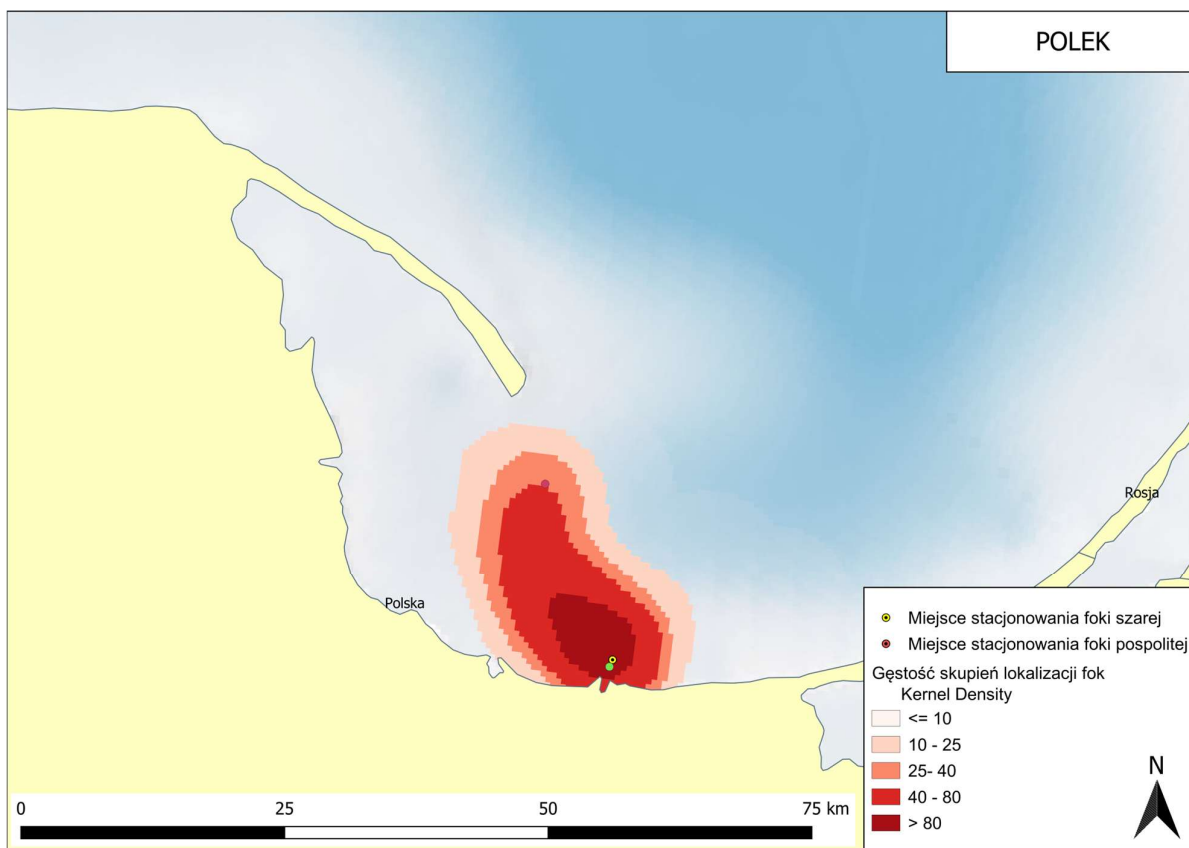 POLEK
Rosja
Polska
Miejsce stacjonowania foki szarej
Miejsce stacjonowania foki pospolitej
Gęstość skupień lokalizacji fok
Kernel Density
<= 10
10 - 25
25- 40
40 - 80
> 80
N
0 25 50 75 km